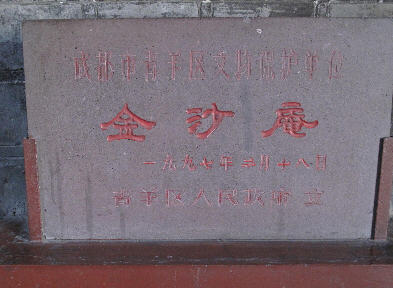 成都市青羊区文物保护单位
金沙庵
一九九七年二月十八日
青羊区人民政府立